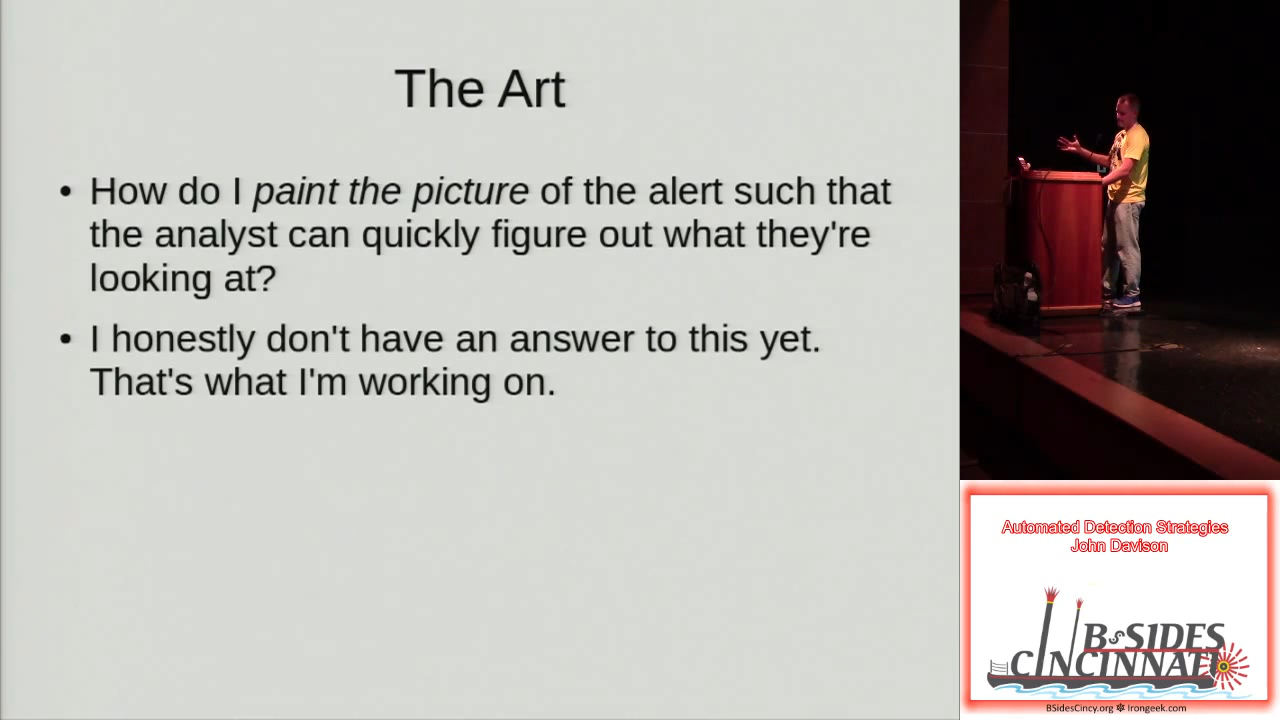 The Art
• How do I paint the picture of the alert such that
the analyst can quickly figure out what they're
looking at?
• I honestly don't have an answer to this yet.
That's what I'm working on.
Automated Detection Strategies
John Davison
BSIDES
CINCINNATI
BSidesCincy.org ✽ Irongeek.com